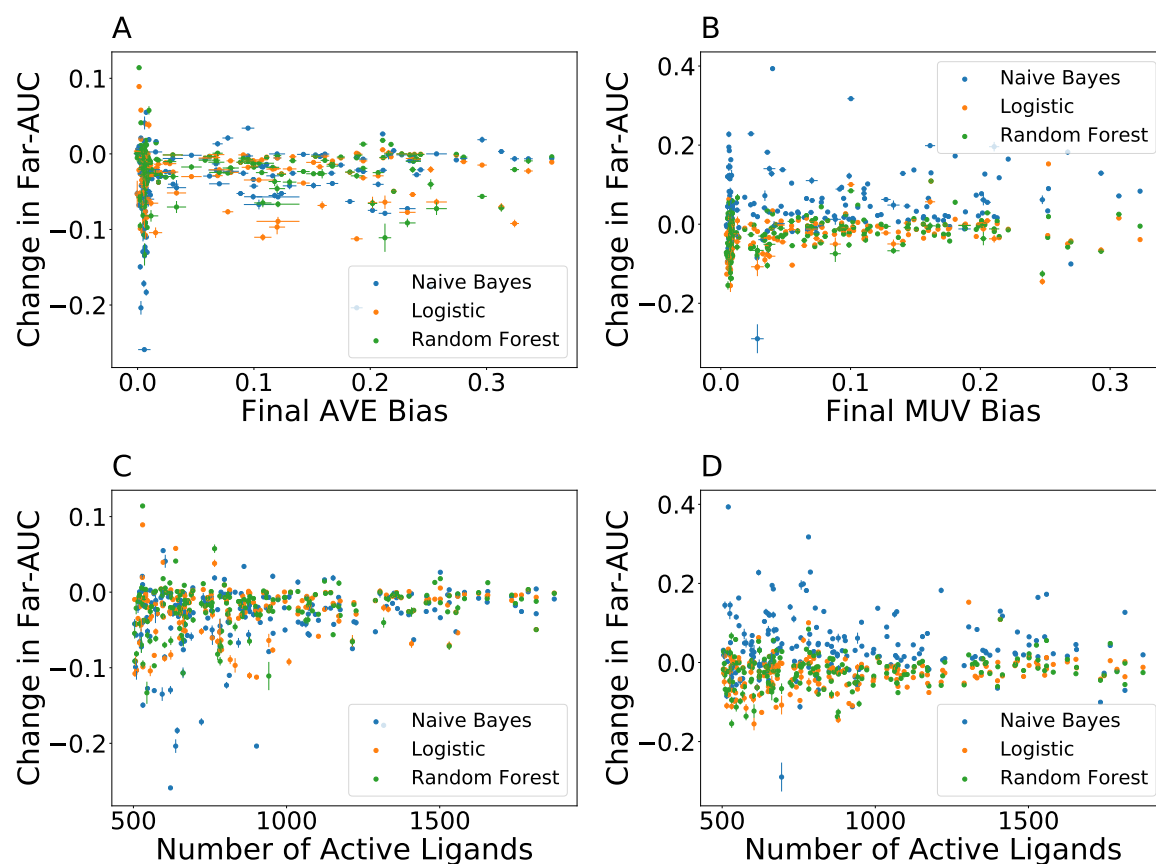 A
B
Change in Far-AUC
0.1
0.0
−0.1
−0.2
Naive Bayes
Logistic
Random Forest
0.0
0.1
0.2
0.3
Final AVE Bias
Change in Far-AUC
0.4
0.2
0.0
−0.2
Naive Bayes
Logistic
Random Forest
0.0
0.1
0.2
0.3
Final MUV Bias
C
D
Change in Far-AUC
0.1
0.0
−0.1
−0.2
Naive Bayes
Logistic
Random Forest
500
1000
1500
Number of Active Ligands
Change in Far-AUC
0.4
0.2
0.0
−0.2
Naive Bayes
Logistic
Random Forest
500
1000
1500
Number of Active Ligands